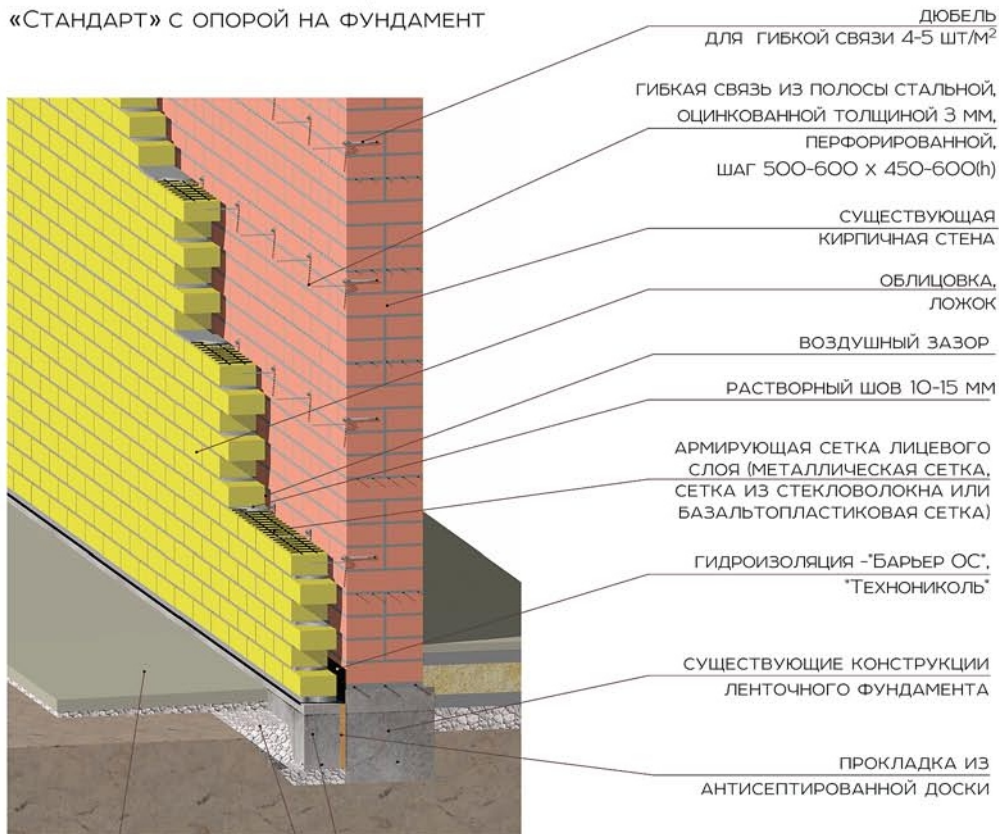 «Стандарт» с опорой на фундамент
ДЮБЕЛЬ
ДЛЯ ГИБКОЙ СВЯЗИ 4-5 ШТ/М²
ГИБКАЯ СВЯЗЬ ИЗ ПОЛОСЫ СТАЛЬНОЙ,
ОЦИНКОВАННОЙ ТОЛЩИНОЙ 3 ММ,
ПЕРФОРИРОВАННОЙ,
ШАГ 500-600 X 450-600(h)
СУЩЕСТВУЮЩАЯ
КИРПИЧНАЯ СТЕНА
ОБЛИЦОВКА,
ЛОЖОК
ВОЗДУШНЫЙ ЗАЗОР
РАСТВОРНЫЙ ШОВ 10-15 ММ
АРМИРУЮЩАЯ СЕТКА ЛИЦЕВОГО
СЛОЯ (МЕТАЛЛИЧЕСКАЯ СЕТКА,
СЕТКА ИЗ СТЕКЛОВОЛОКНА ИЛИ
БАЗАЛЬТОПЛАСТИКОВАЯ СЕТКА)
ГИДРОИЗОЛЯЦИЯ -"БАРЬЕР ОС",
"ТЕХНОНИКОЛЬ"
СУЩЕСТВУЮЩИЕ КОНСТРУКЦИИ
ЛЕНТОЧНОГО ФУНДАМЕНТА
ПРОКЛАДКА ИЗ
АНТИСЕПТИРОВАННОЙ ДОСКИ